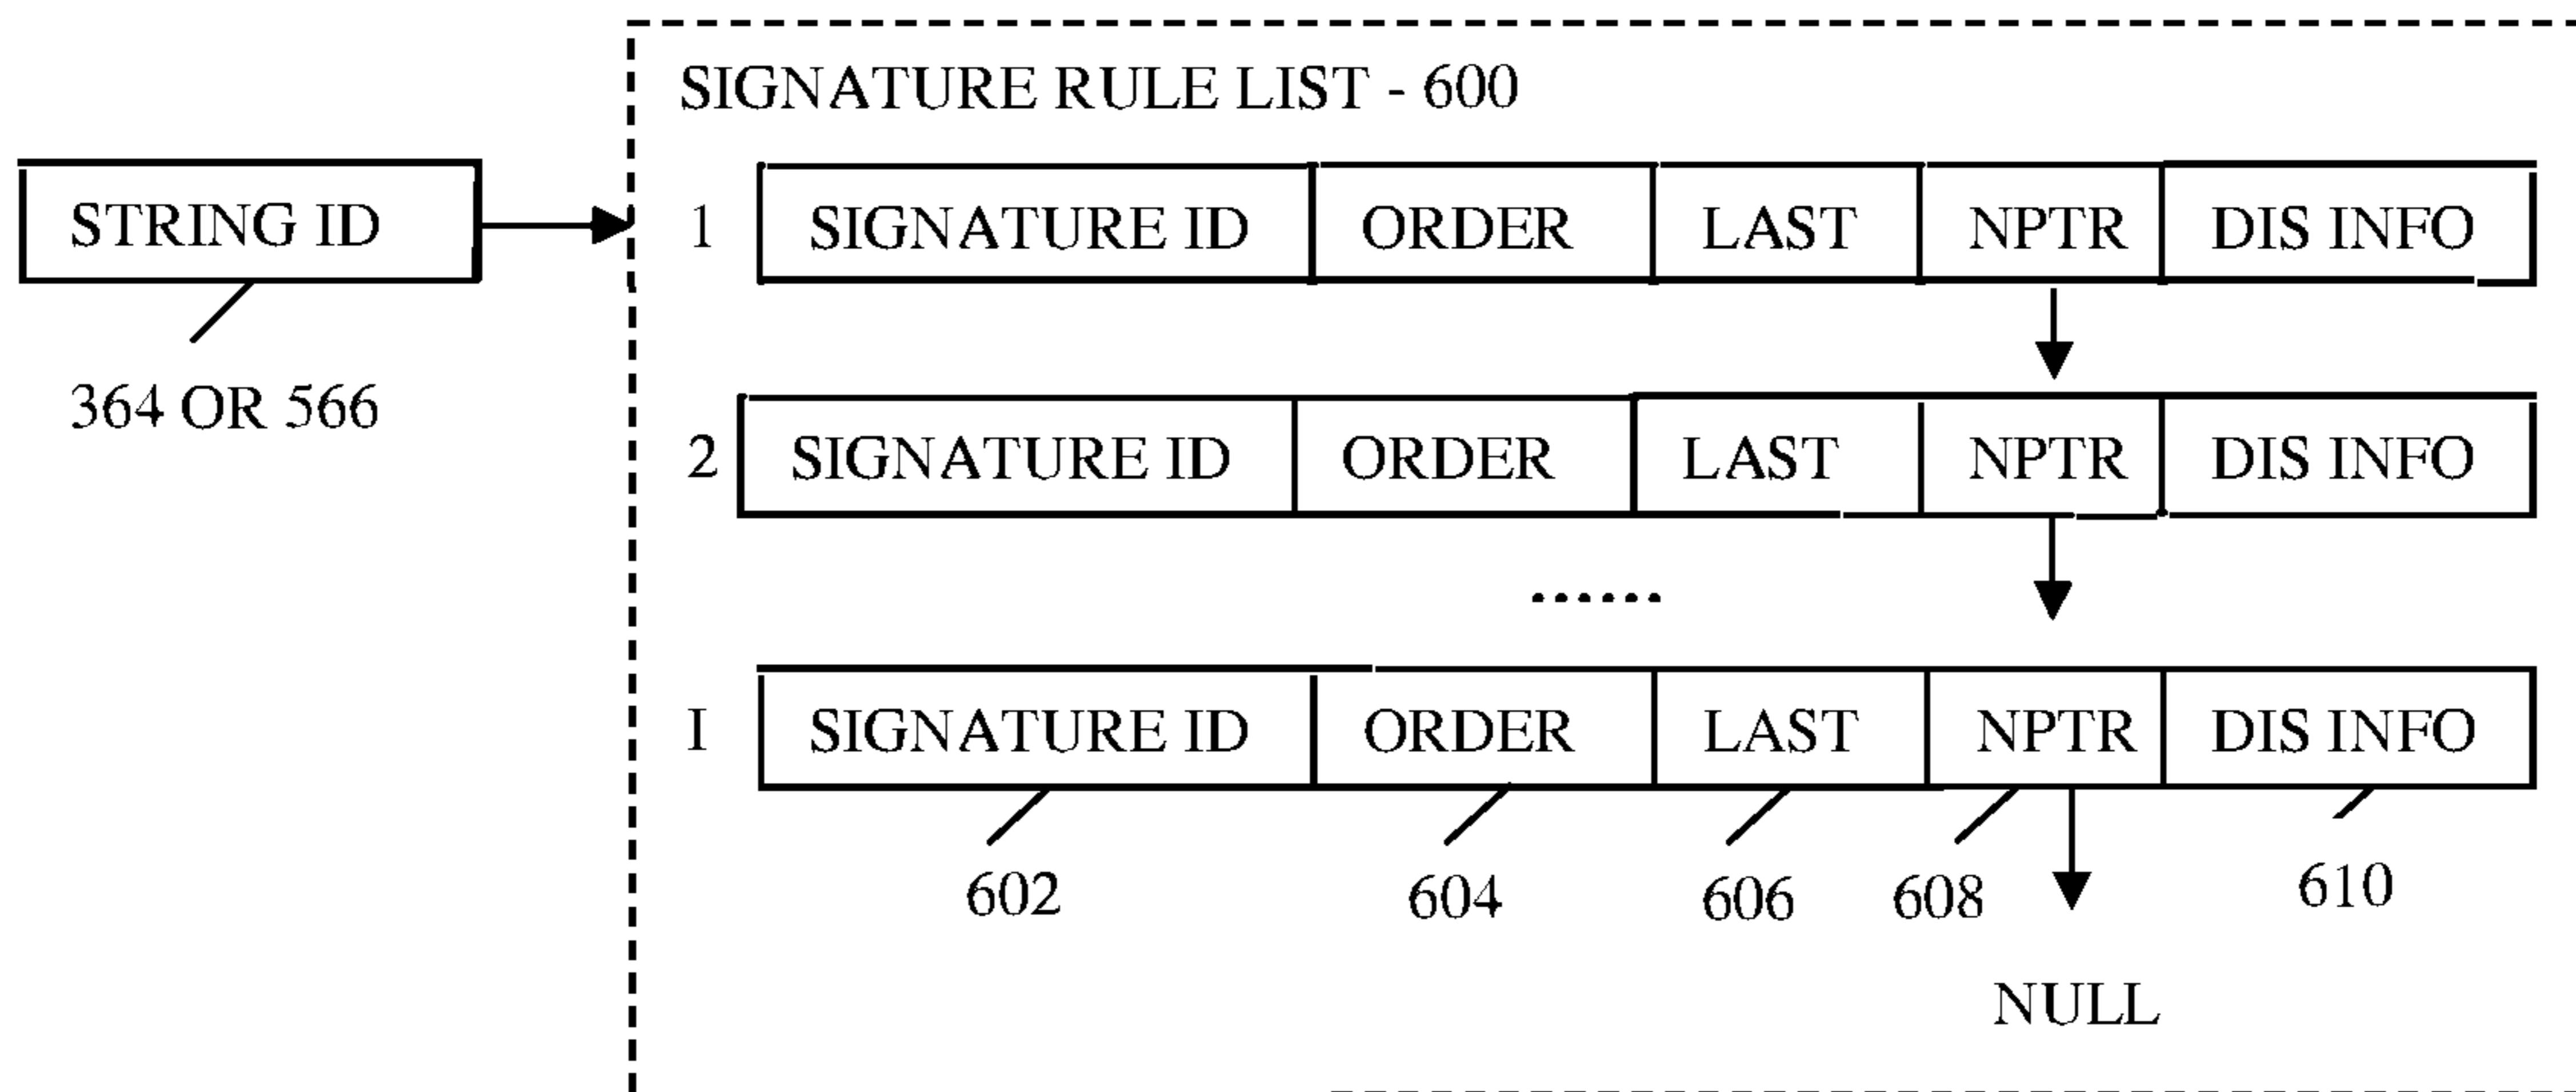 SIGNATURE RULE LIST - 600
STRING ID
364 OR 566
1 SIGNATURE ID ORDER LAST NPTR DIS INFO
2 SIGNATURE ID ORDER LAST NPTR DIS INFO
......
I SIGNATURE ID ORDER LAST NPTR DIS INFO
602 604 606 608 610
NULL